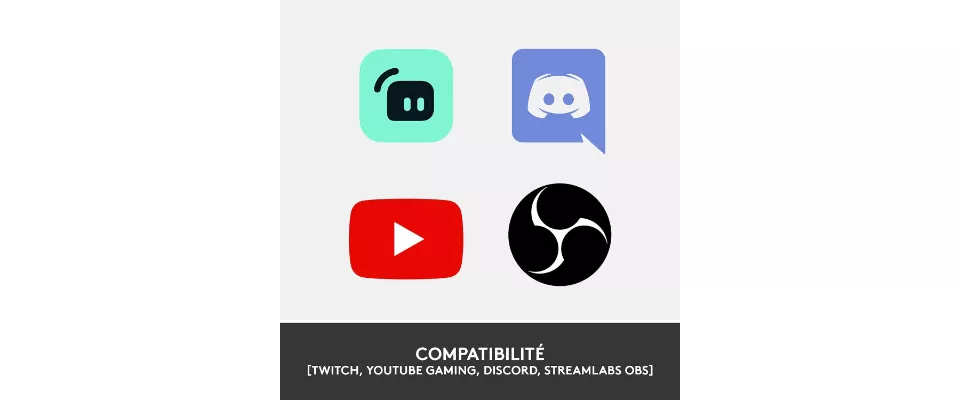 COMPATIBILITÉ
[TWITCH, YOUTUBE GAMING, DISCORD, STREAMLABS OBS]